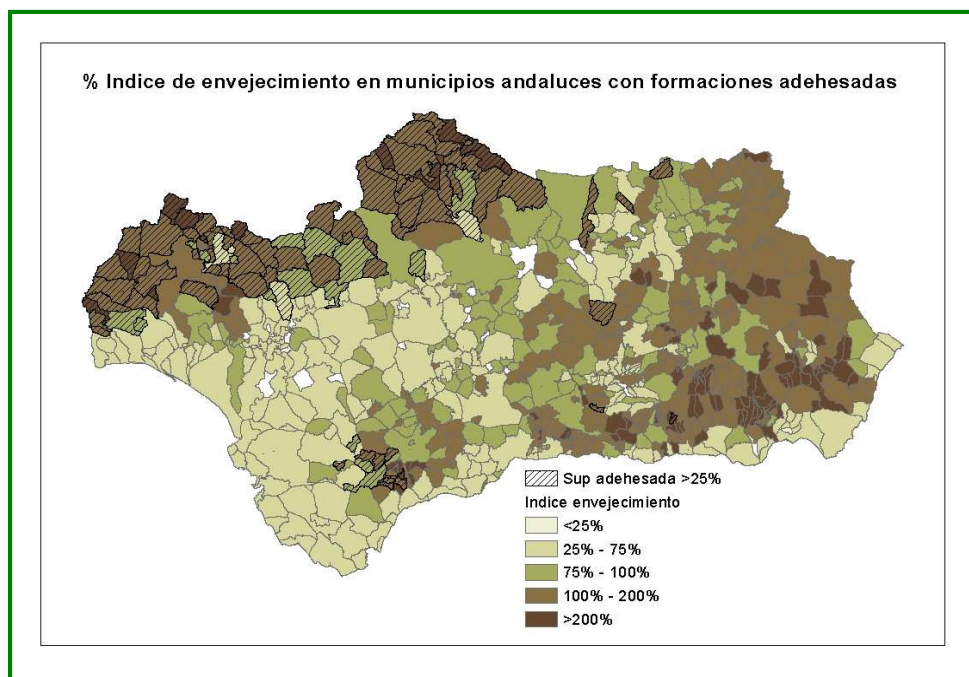 % Indice de envejecimiento en municipios andaluces con formaciones adehesadas
Sup adehesada >25%
Indice envejecimiento
<25%
25% - 75%
75% - 100%
100% - 200%
>200%